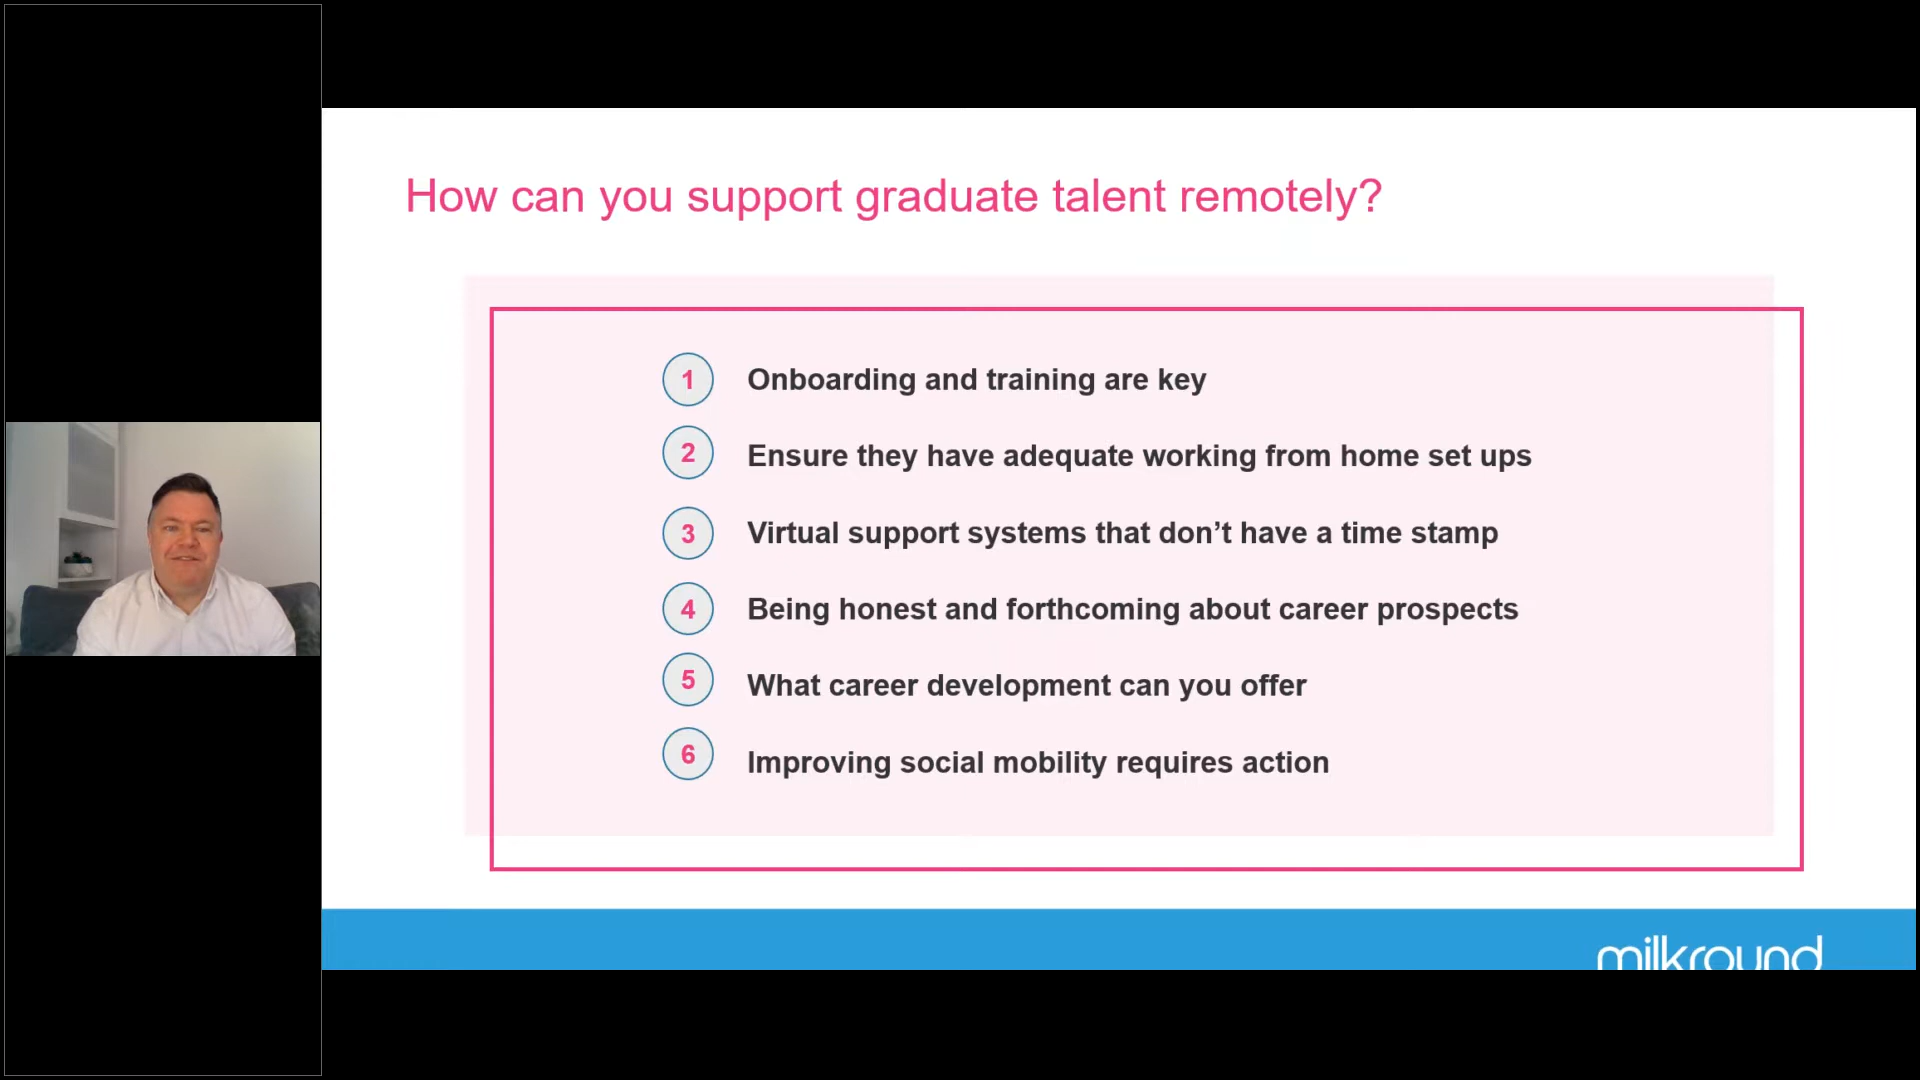 How can you support graduate talent remotely?
1 Onboarding and training are key
2 Ensure they have adequate working from home set ups
3 Virtual support systems that don’t have a time stamp
4 Being honest and forthcoming about career prospects
5 What career development can you offer
6 Improving social mobility requires action
milkround